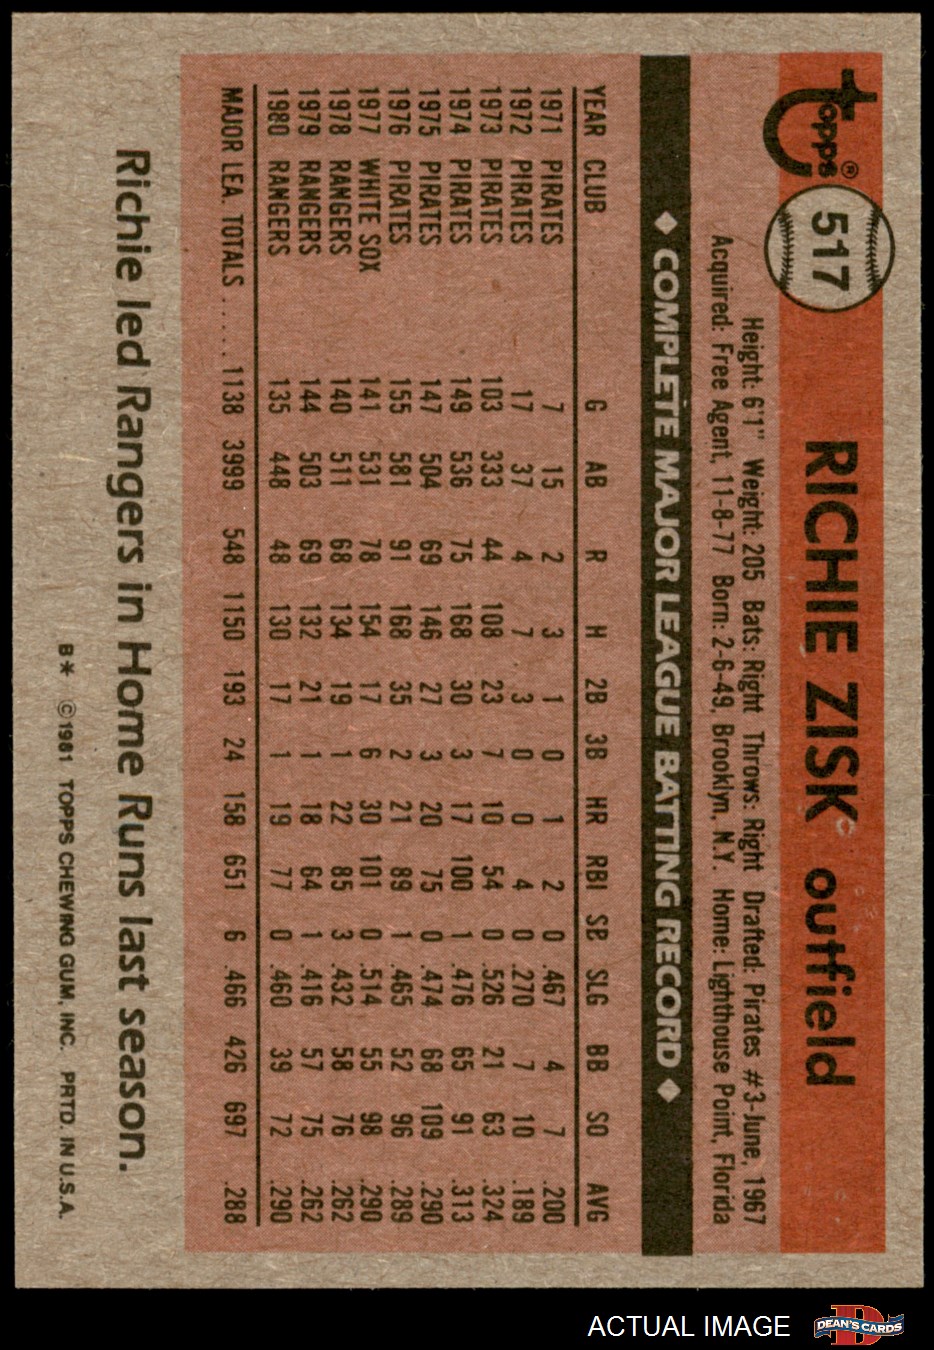 topps®
517
RICHIE ZISK outfield
Height: 6'1" Weight: 205 Bats: Right Throws: Right Drafted: Pirates #3-June, 1967
Acquired: Free Agent, 11-8-77 Born: 2-6-49, Brooklyn, N.Y. Home: Lighthouse Point, Florida
◆ COMPLETE MAJOR LEAGUE BATTING RECORD ◆
YEAR CLUB G AB R H 2B 3B HR RBI SB SLG BB SO AVG
1971 PIRATES 7 15 2 3 1 0 1 2 0 .467 4 7 .200
1972 PIRATES 17 37 4 7 3 0 0 4 0 .270 7 10 .189
1973 PIRATES 103 333 44 108 23 7 10 54 0 .526 21 63 .324
1974 PIRATES 149 536 75 168 30 3 17 100 1 .476 65 91 .313
1975 PIRATES 147 504 69 146 27 3 20 75 0 .474 68 109 .290
1976 PIRATES 155 581 91 168 35 2 21 89 1 .465 52 96 .289
1977 WHITE SOX 141 531 78 154 17 6 30 101 0 .514 55 98 .290
1978 RANGERS 140 511 68 134 19 1 22 85 3 .432 58 76 .262
1979 RANGERS 144 503 69 132 21 1 18 64 1 .416 57 75 .262
1980 RANGERS 135 448 48 130 17 1 19 77 0 .460 39 72 .290
MAJOR LEA. TOTALS ..... 1138 3999 548 1150 193 24 158 651 6 .466 426 697 .288
Richie led Rangers in Home Runs last season.
B* ©1981 TOPPS CHEWING GUM, INC. PRTD. IN U.S.A.
ACTUAL IMAGE
D
DEAN'S CARDS